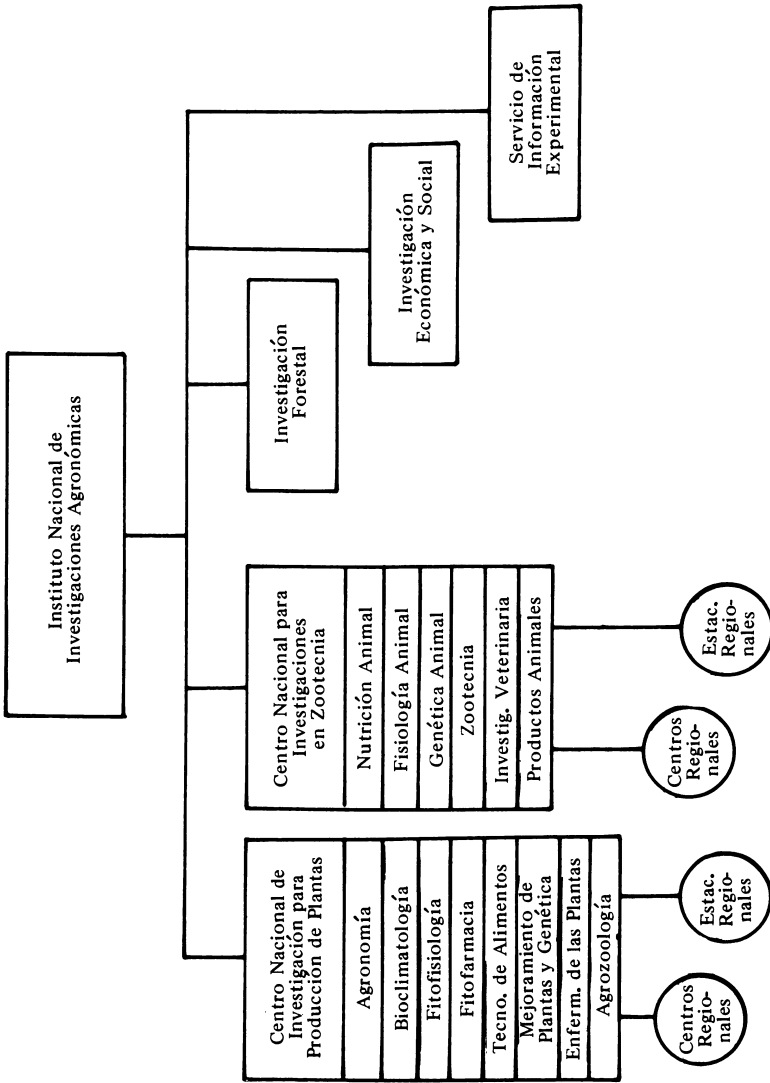 Instituto Nacional de
Investigaciones Agronómicas
Centro Nacional de
Investigación para
Producción de Plantas
Agronomía
Bioclimatología
Fitofisiología
Fitofarmacia
Tecno. de Alimentos
Mejoramiento de
Plantas y Genética
Enferm. de las Plantas
Agrozoología
Centros
Regio-
nales
Estac.
Regio-
nales
Centro Nacional para
Investigaciones
en Zootecnia
Nutrición Animal
Fisiología Animal
Genética Animal
Zootecnia
Investig. Veterinaria
Productos Animales
Centros
Regio-
nales
Estac.
Regio-
nales
Investigación
Forestal
Investigación
Económica y Social
Servicio de
Información
Experimental